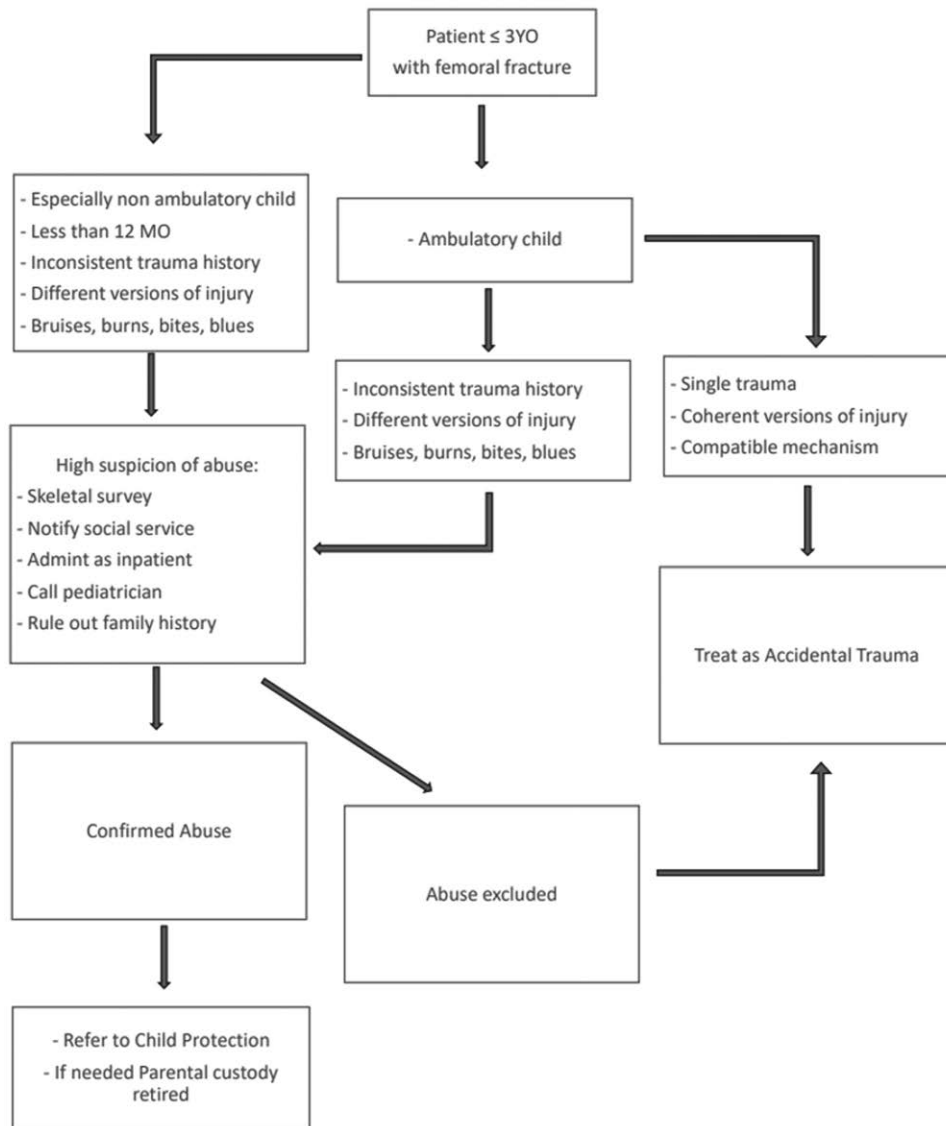 Patient ≤ 3YO
with femoral fracture
- Especially non ambulatory child
- Less than 12 MO
- Inconsistent trauma history
- Different versions of injury
- Bruises, burns, bites, blues
- Ambulatory child
- Inconsistent trauma history
- Different versions of injury
- Bruises, burns, bites, blues
- Single trauma
- Coherent versions of injury
- Compatible mechanism
High suspicion of abuse:
- Skeletal survey
- Notify social service
- Admint as inpatient
- Call pediatrician
- Rule out family history
Treat as Accidental Trauma
Confirmed Abuse
Abuse excluded
- Refer to Child Protection
- If needed Parental custody
retired